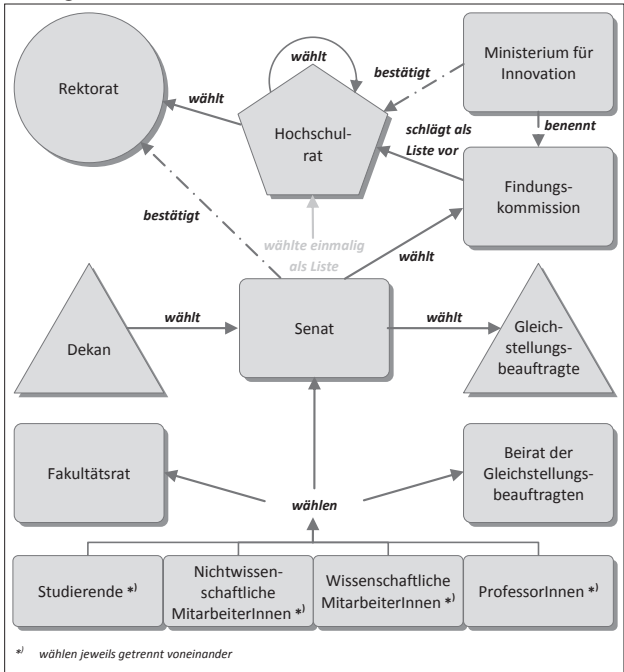 Rektorat
wählt
wählt
Hochschul-
rat
bestätigt
Ministerium für
Innovation
benennt
schlägt als
Liste vor
Findungs-
kommission
bestätigt
wählte einmalig
als Liste
wählt
Dekan
wählt
Senat
wählt
Gleich-
stellungs-
beauftragte
Fakultätsrat
wählen
Beirat der
Gleichstellungs-
beauftragten
Studierende *)
Nichtwissen-
schaftliche
MitarbeiterInnen *)
Wissenschaftliche
MitarbeiterInnen *)
ProfessorInnen *)
*) wählen jeweils getrennt voneinander